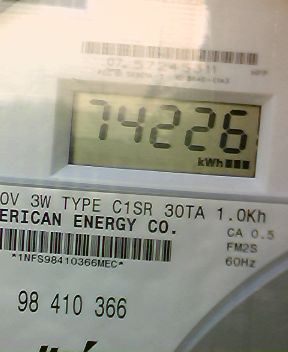 74226
kWh
0V 3W TYPE C1SR 30TA 1.0Kh
ERICAN ENERGY CO.
CA 0.5
FM2S
*1NFS98410366MEC*
60Hz
98 410 366